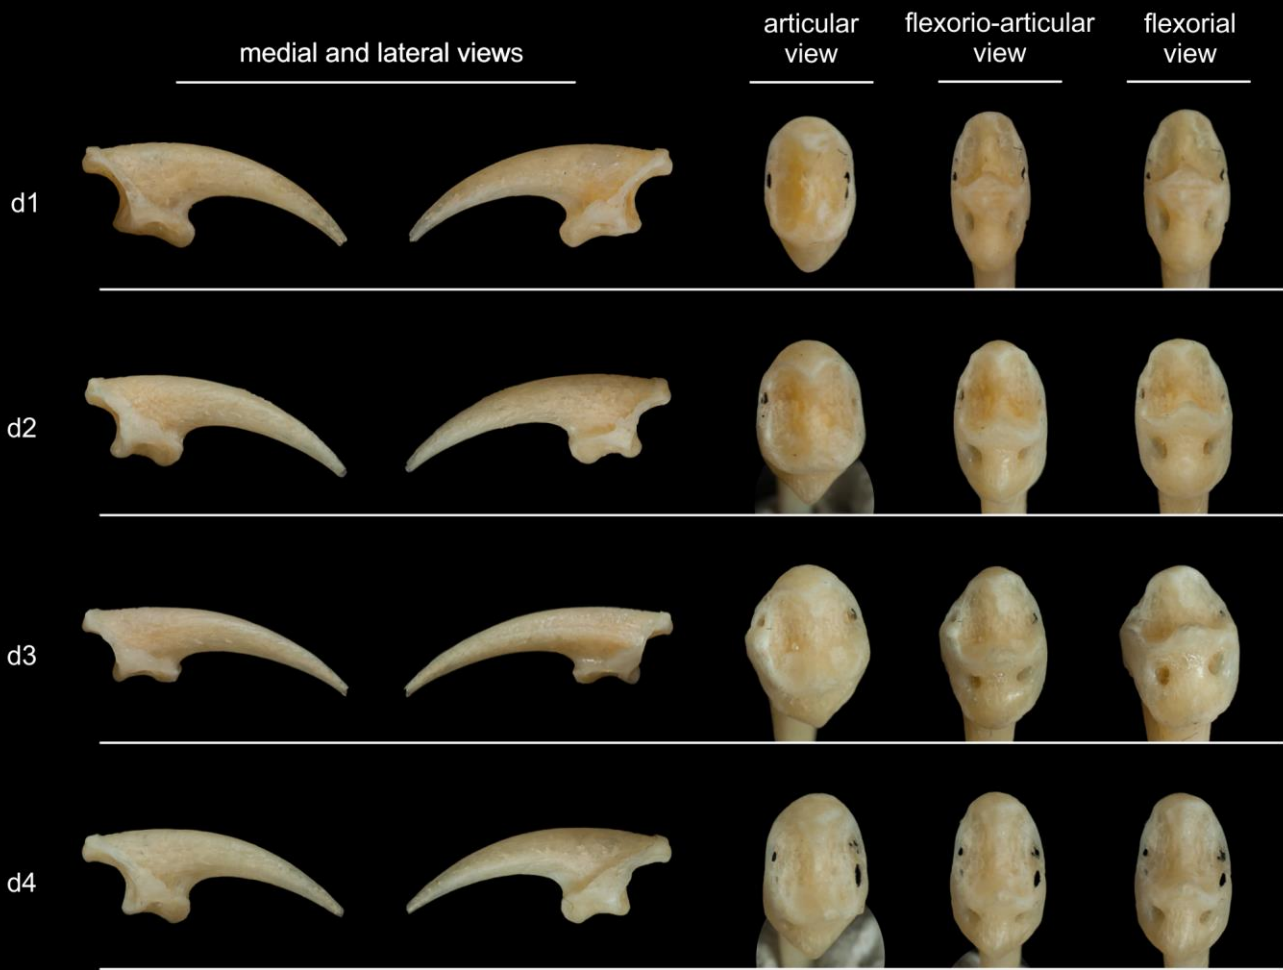 medial and lateral views
articular
view
flexorio-articular
view
flexorial
view
d1
d2
d3
d4